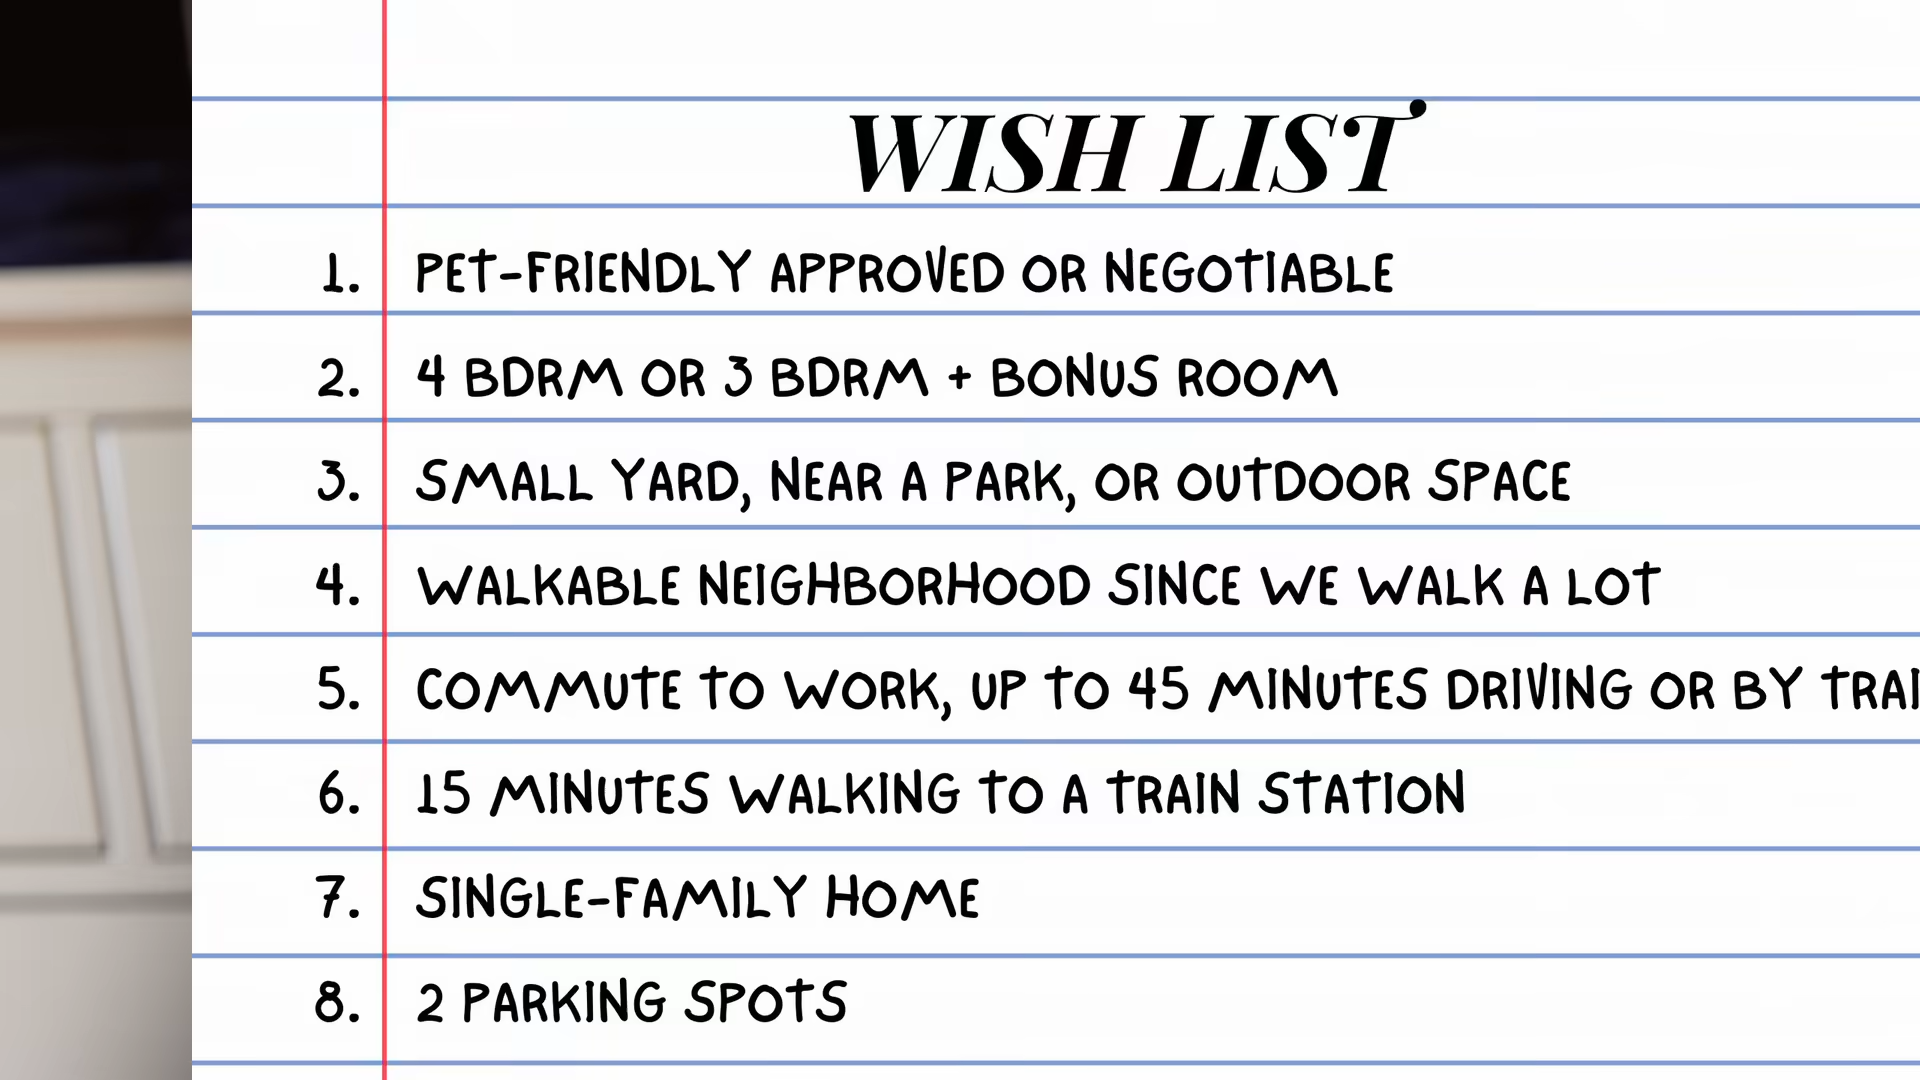 WISH LIST
1. PET-FRIENDLY APPROVED OR NEGOTIABLE
2. 4 BDRM OR 3 BDRM + BONUS ROOM
3. SMALL YARD, NEAR A PARK, OR OUTDOOR SPACE
4. WALKABLE NEIGHBORHOOD SINCE WE WALK A LOT
5. COMMUTE TO WORK, UP TO 45 MINUTES DRIVING OR BY TRAI
6. 15 MINUTES WALKING TO A TRAIN STATION
7. SINGLE-FAMILY HOME
8. 2 PARKING SPOTS